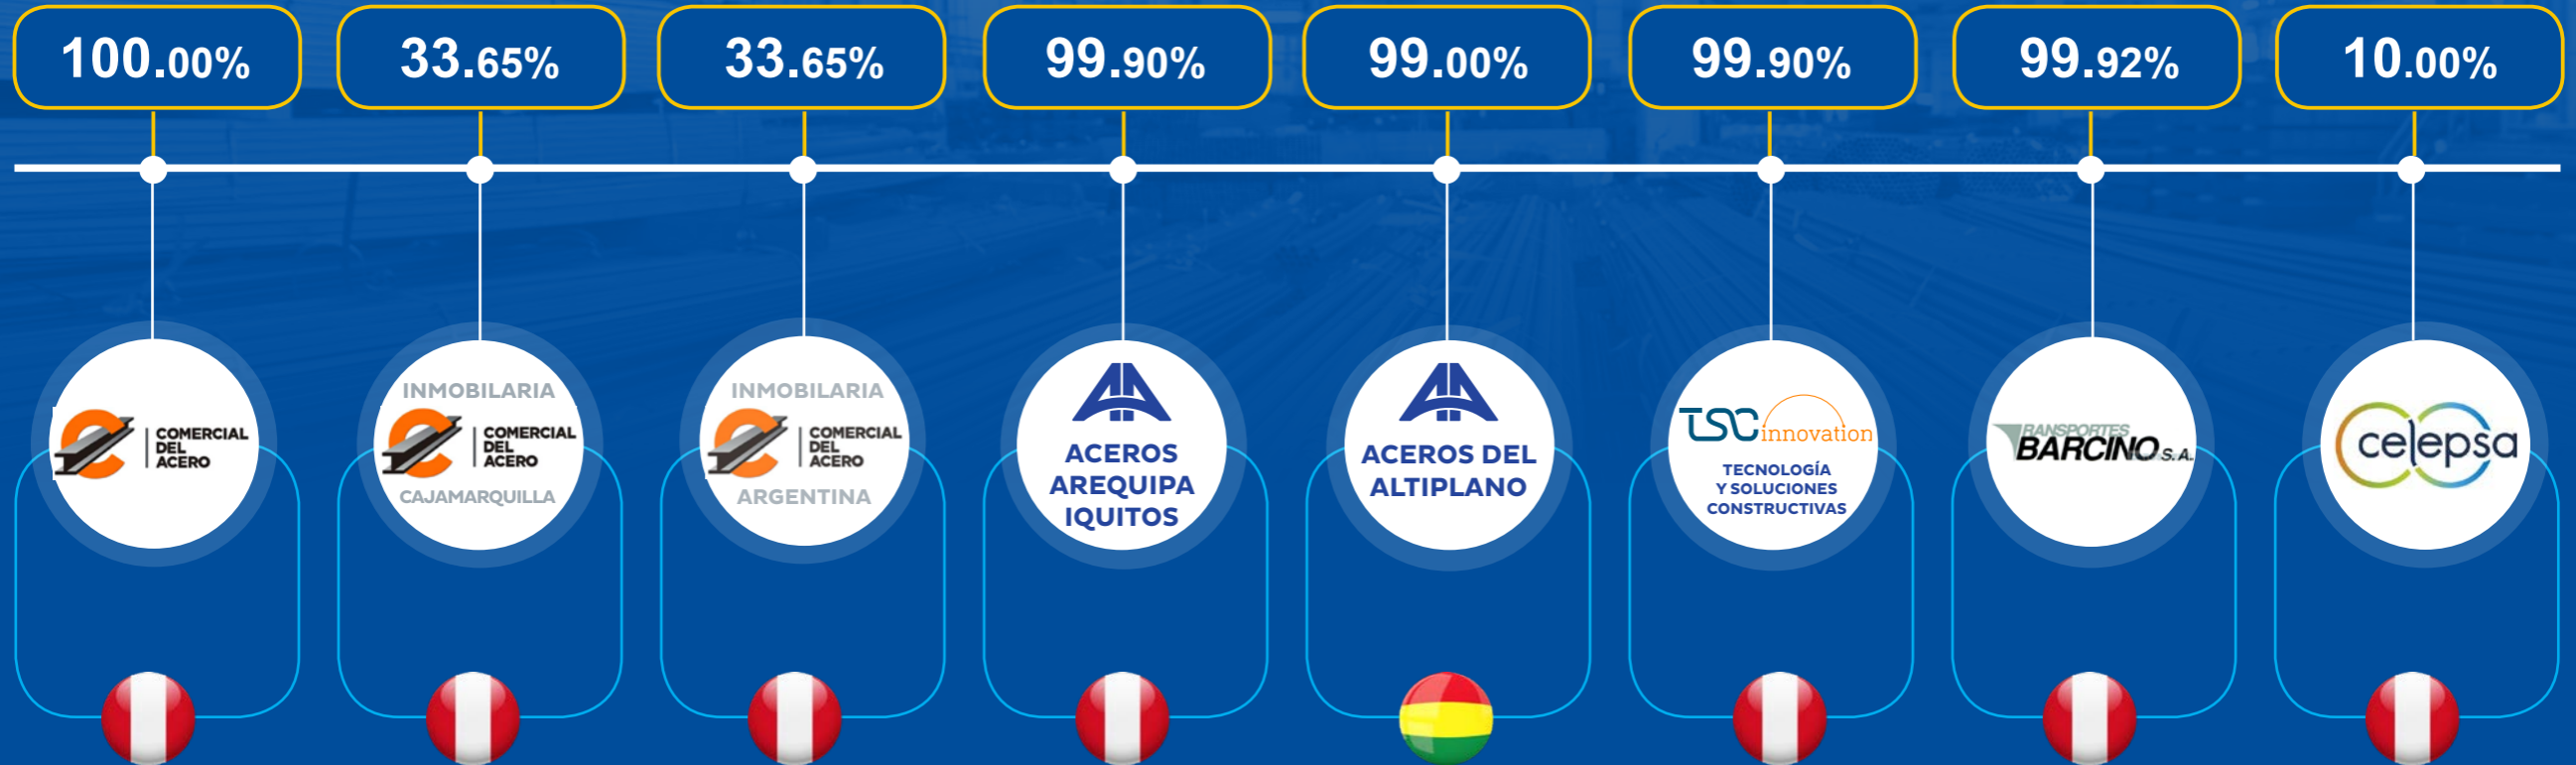 100.00%
33.65%
33.65%
99.90%
99.00%
99.90%
99.92%
10.00%
COMERCIAL
DEL
ACERO
INMOBILARIA
COMERCIAL
DEL
ACERO
CAJAMARQUILLA
INMOBILARIA
COMERCIAL
DEL
ACERO
ARGENTINA
ACEROS
AREQUIPA
IQUITOS
ACEROS DEL
ALTIPLANO
TSC innovation
TECNOLOGÍA
Y SOLUCIONES
CONSTRUCTIVAS
TRANSPORTES
BARCINO S.A.
celepsa